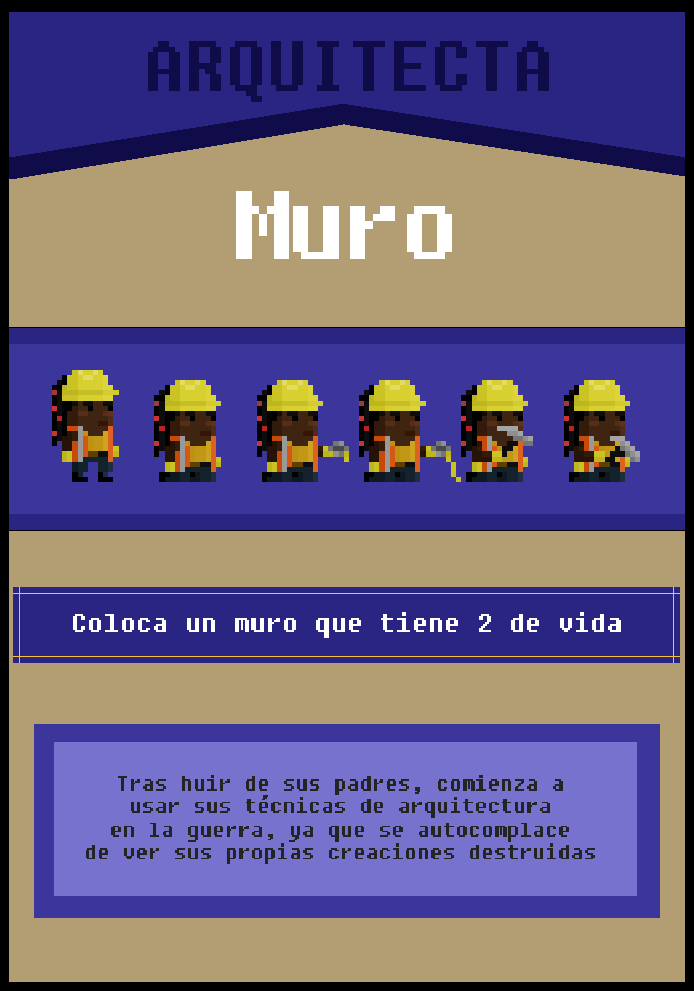 ARQUITECTA
Muro
Coloca un muro que tiene 2 de vida
Tras huir de sus padres, comienza a
usar sus técnicas de arquitectura
en la guerra, ya que se autocomplace
de ver sus propias creaciones destruidas